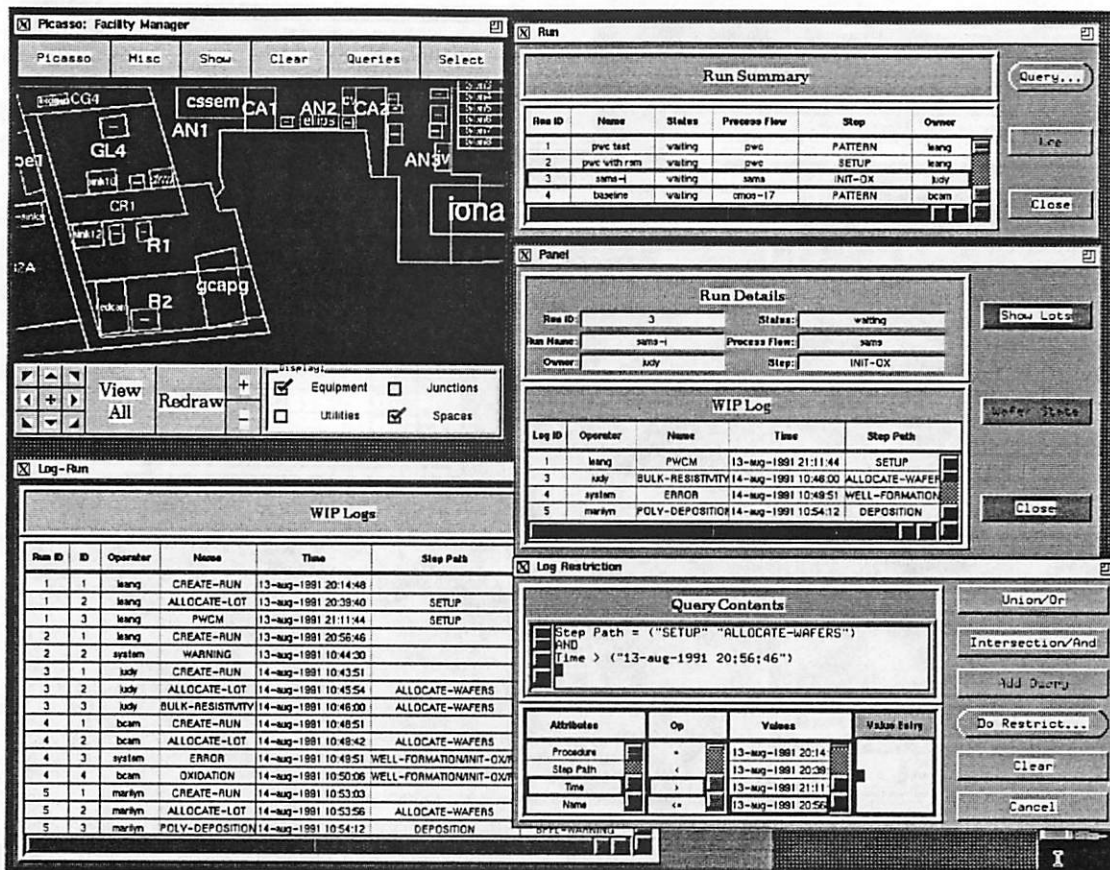 Picasso: Facility Manager
Picasso Misc Show Clear Queries Select
CG4
cssem CA1 AN2 CA2
AN1
GL4
AN3
CR1
iona
R1
gcapg
R2
2A
View All
Redraw
+
−
Display:
Equipment Junctions
Utilities Spaces
Run
Run Summary
Query...
Log
Close
Run ID Name Status Process Flow Step Owner
1 pwc test waiting pwc PATTERN leang
2 pwc with rsm waiting pwc SETUP leang
3 sams-i waiting sams INIT-OX judy
4 baseline waiting cmos-17 PATTERN bcam
Panel
Run Details
Run ID: 3 Status: waiting
Run Name: sams-i Process Flow: sams
Owner: judy Step: INIT-OX
Show Lots
Wafer State
Close
WIP Log
Log ID Operator Name Time Step Path
1 leang PWCM 13-aug-1991 21:11:44 SETUP
3 judy BULK-RESISTIVITY 14-aug-1991 10:46:00 ALLOCATE-WAFER
4 system ERROR 14-aug-1991 10:49:51 WELL-FORMATION
5 marilyn POLY-DEPOSITION 14-aug-1991 10:54:12 DEPOSITION
Log-Run
WIP Logs
Run ID ID Operator Name Time Step Path
1 1 leang CREATE-RUN 13-aug-1991 20:14:48
1 2 leang ALLOCATE-LOT 13-aug-1991 20:39:40 SETUP
1 3 leang PWCM 13-aug-1991 21:11:44 SETUP
2 1 leang CREATE-RUN 13-aug-1991 20:56:46
2 2 system WARNING 14-aug-1991 10:44:30
3 1 judy CREATE-RUN 14-aug-1991 10:43:51
3 2 judy ALLOCATE-LOT 14-aug-1991 10:45:54 ALLOCATE-WAFERS
3 3 judy BULK-RESISTIVITY 14-aug-1991 10:46:00 ALLOCATE-WAFERS
4 1 bcam CREATE-RUN 14-aug-1991 10:48:51
4 2 bcam ALLOCATE-LOT 14-aug-1991 10:49:42 ALLOCATE-WAFERS
4 3 system ERROR 14-aug-1991 10:49:51 WELL-FORMATION/INIT-OX/
4 4 bcam OXIDATION 14-aug-1991 10:50:06 WELL-FORMATION/INIT-OX/
5 1 marilyn CREATE-RUN 14-aug-1991 10:53:03
5 2 marilyn ALLOCATE-LOT 14-aug-1991 10:53:56 ALLOCATE-WAFERS
5 3 marilyn POLY-DEPOSITION 14-aug-1991 10:54:12 DEPOSITION BPFL-WARNING
Log Restriction
Query Contents
Step Path = ("SETUP" "ALLOCATE-WAFERS")
AND
Time > ("13-aug-1991 20:56:46")
Union/Or
Intersection/And
Add Query
Do Restrict...
Clear
Cancel
Attributes Op Values Value Entry
Procedure = 13-aug-1991 20:14
Step Path < 13-aug-1991 20:39
Time > 13-aug-1991 21:11
Name <= 13-aug-1991 20:56